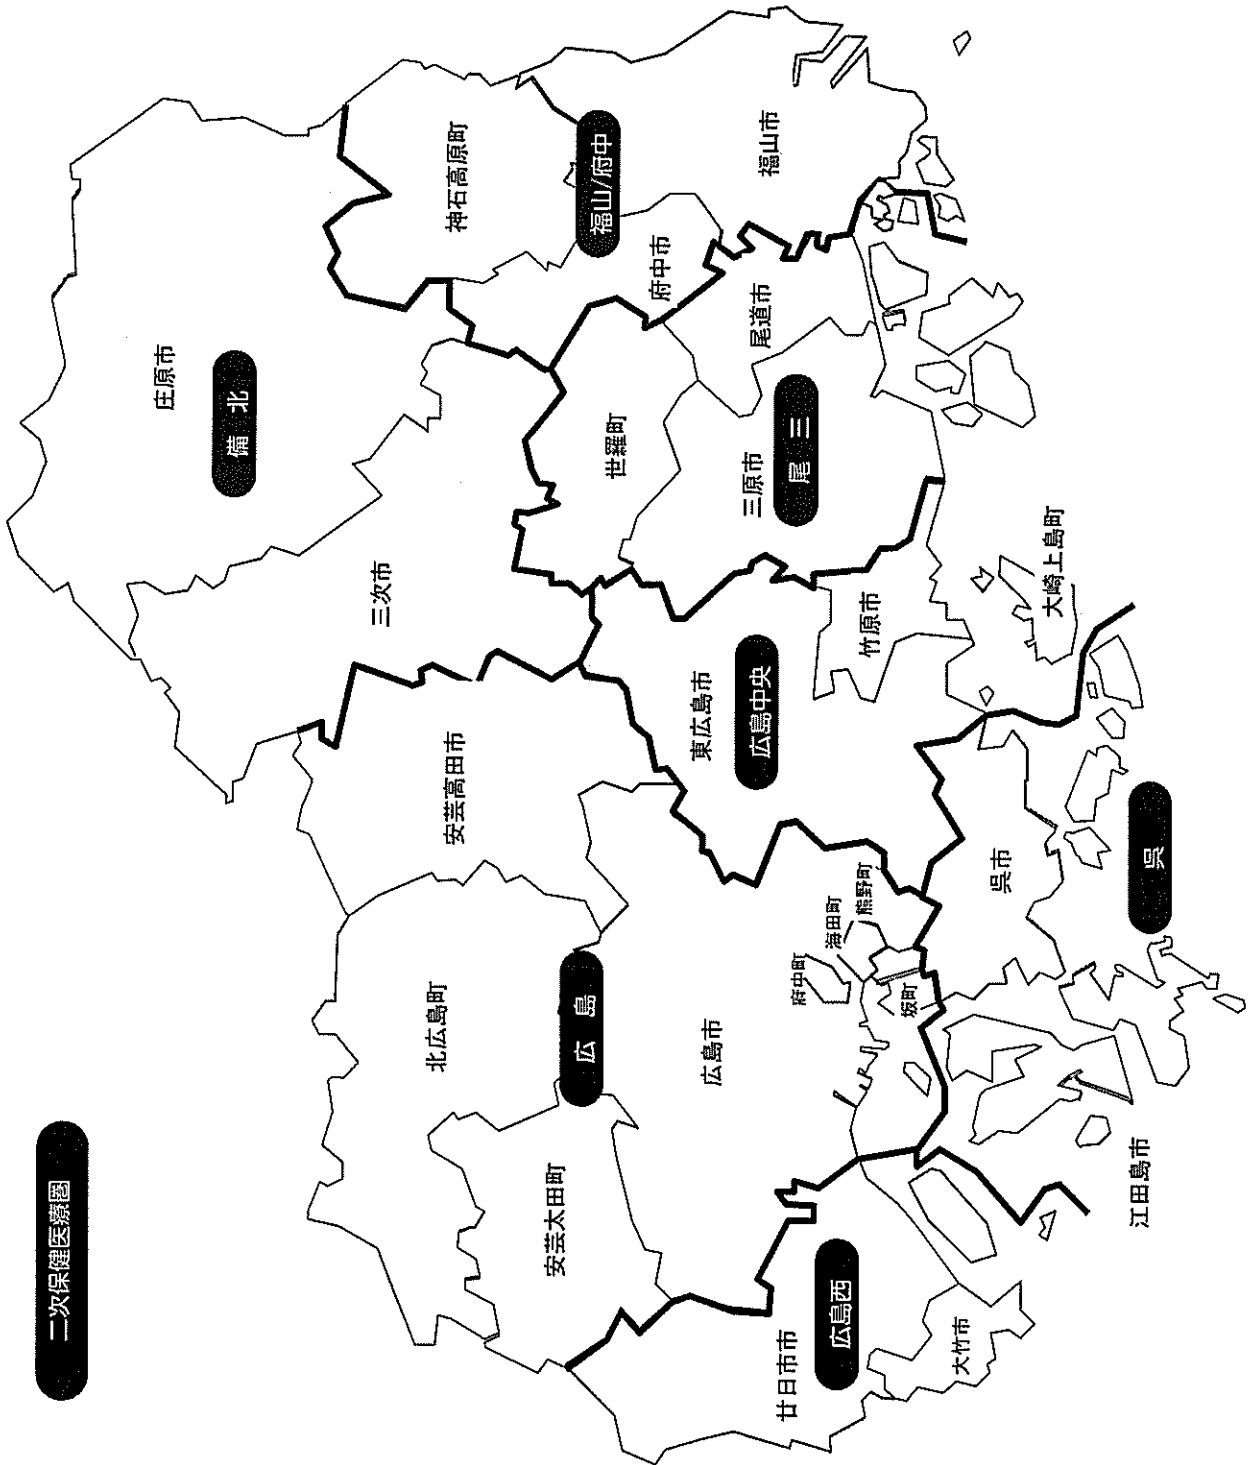 二次保健医療圏
庄原市
備北
三次市
神石高原町
福山/府中
福山市
府中市
世羅町
尾道市
三原市
尾三
安芸高田市
東広島市
広島中央
竹原市
大崎上島町
北広島町
広島
安芸太田町
広島市
府中町
海田町
熊野町
坂町
呉市
呉
江田島市
廿日市市
広島西
大竹市